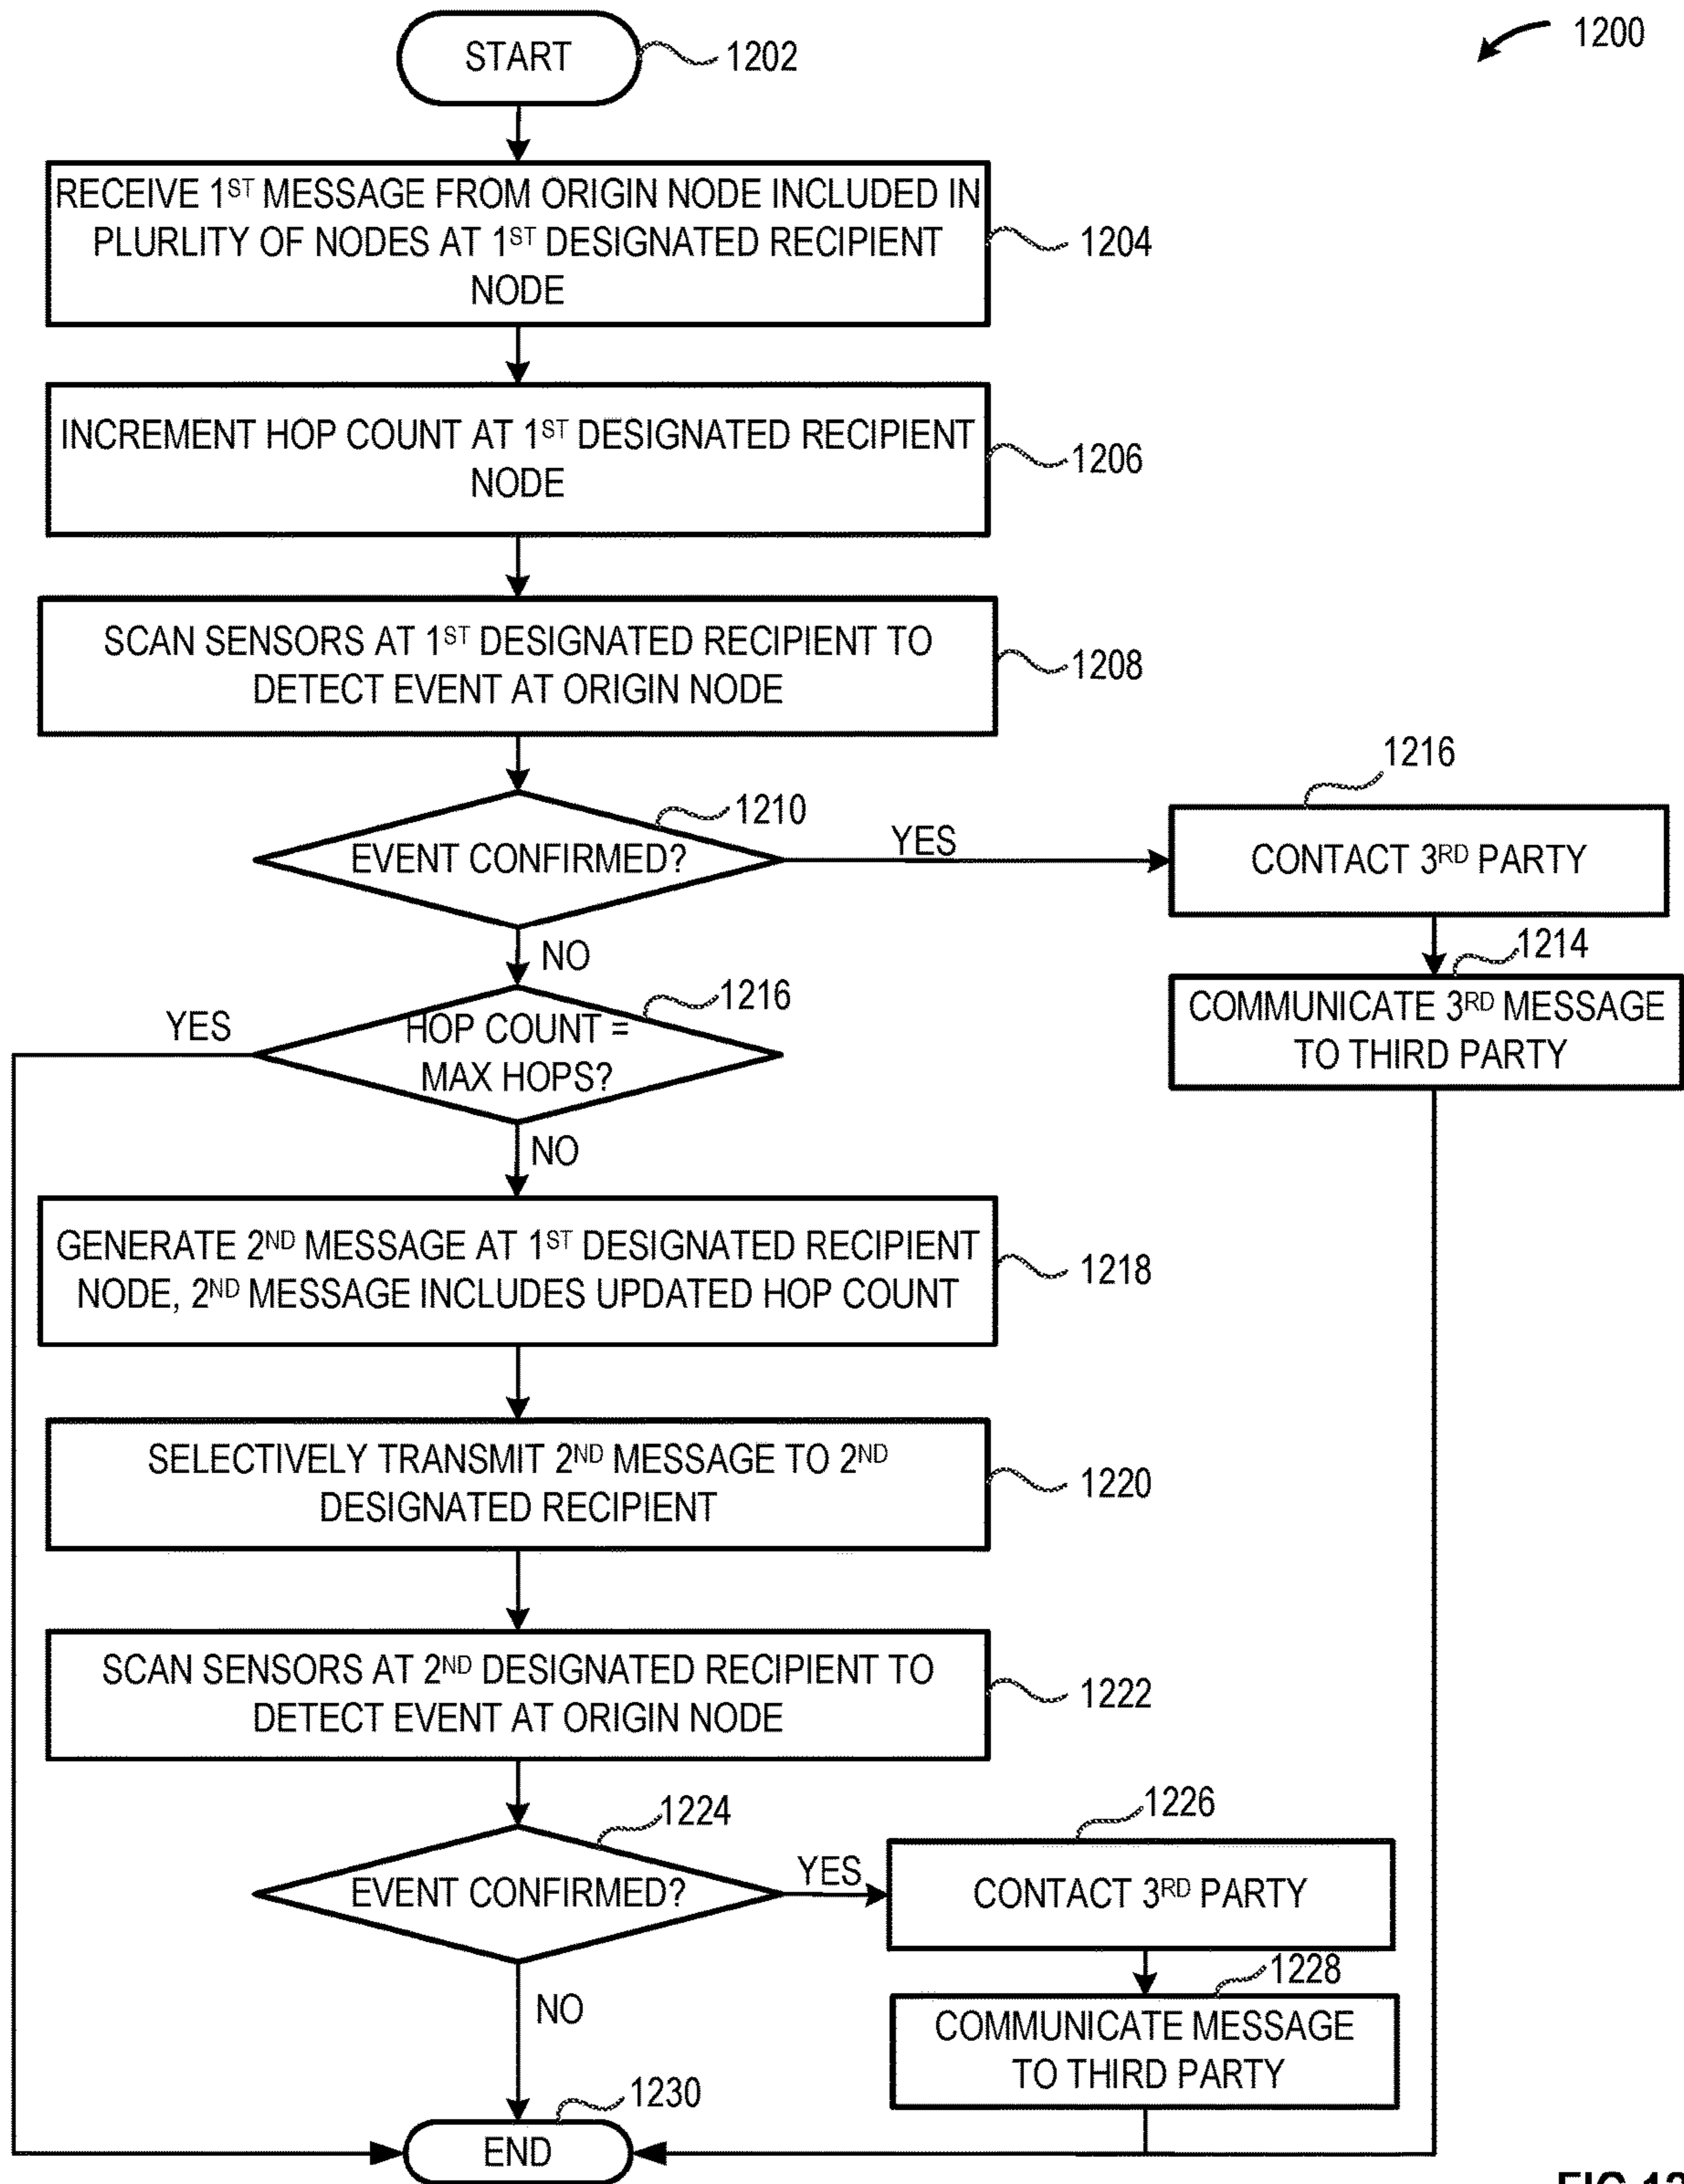 1200
START
1202
RECEIVE 1ST MESSAGE FROM ORIGIN NODE INCLUDED IN
PLURLITY OF NODES AT 1ST DESIGNATED RECIPIENT
NODE
1204
INCREMENT HOP COUNT AT 1ST DESIGNATED RECIPIENT
NODE
1206
SCAN SENSORS AT 1ST DESIGNATED RECIPIENT TO
DETECT EVENT AT ORIGIN NODE
1208
1210
EVENT CONFIRMED?
YES
1216
CONTACT 3RD PARTY
1214
COMMUNICATE 3RD MESSAGE
TO THIRD PARTY
NO
1216
HOP COUNT =
MAX HOPS?
YES
NO
GENERATE 2ND MESSAGE AT 1ST DESIGNATED RECIPIENT
NODE, 2ND MESSAGE INCLUDES UPDATED HOP COUNT
1218
SELECTIVELY TRANSMIT 2ND MESSAGE TO 2ND
DESIGNATED RECIPIENT
1220
SCAN SENSORS AT 2ND DESIGNATED RECIPIENT TO
DETECT EVENT AT ORIGIN NODE
1222
1224
EVENT CONFIRMED?
YES
1226
CONTACT 3RD PARTY
1228
COMMUNICATE MESSAGE
TO THIRD PARTY
NO
1230
END